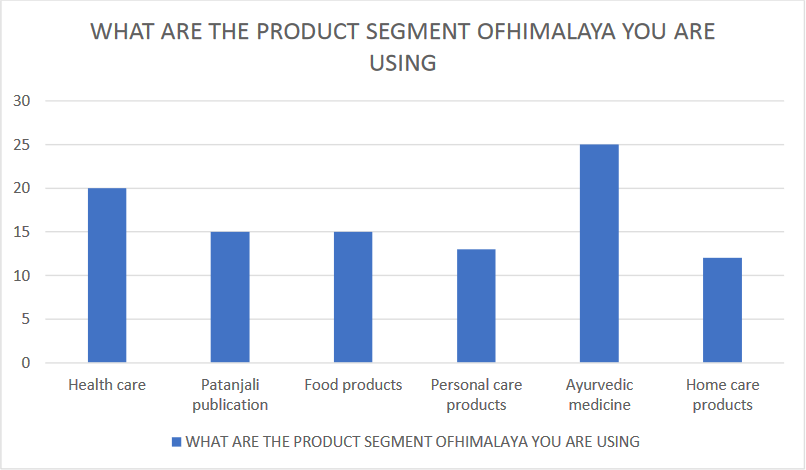 WHAT ARE THE PRODUCT SEGMENT OFHIMALAYA YOU ARE
USING
30
25
20
15
10
5
0
Health care
Patanjali
publication
Food products
Personal care
products
Ayurvedic
medicine
Home care
products
WHAT ARE THE PRODUCT SEGMENT OFHIMALAYA YOU ARE USING